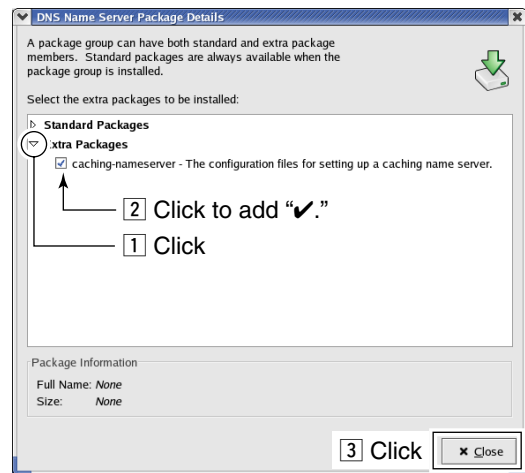 DNS Name Server Package Details
A package group can have both standard and extra package
members. Standard packages are always available when the
package group is installed.
Select the extra packages to be installed:
Standard Packages
xtra Packages
caching-nameserver - The configuration files for setting up a caching name server.
2 Click to add “✔.”
1 Click
Package Information
Full Name: None
Size: None
3 Click
Close